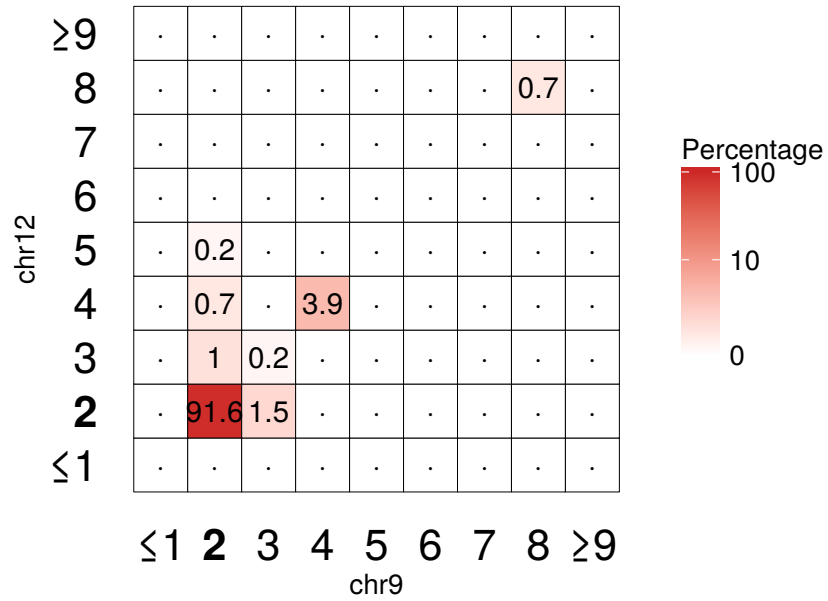 ≥9 . . . . . . . . .
8 . . . . . . . 0.7 .
7 . . . . . . . . .
6 . . . . . . . . .
5 . 0.2 . . . . . . .
4 . 0.7 . 3.9 . . . . .
3 . 1 0.2 . . . . . .
2 . 91.6 1.5 . . . . . .
≤1 . . . . . . . . .
≤1 2 3 4 5 6 7 8 ≥9
chr9
chr12
Percentage
100
10
0